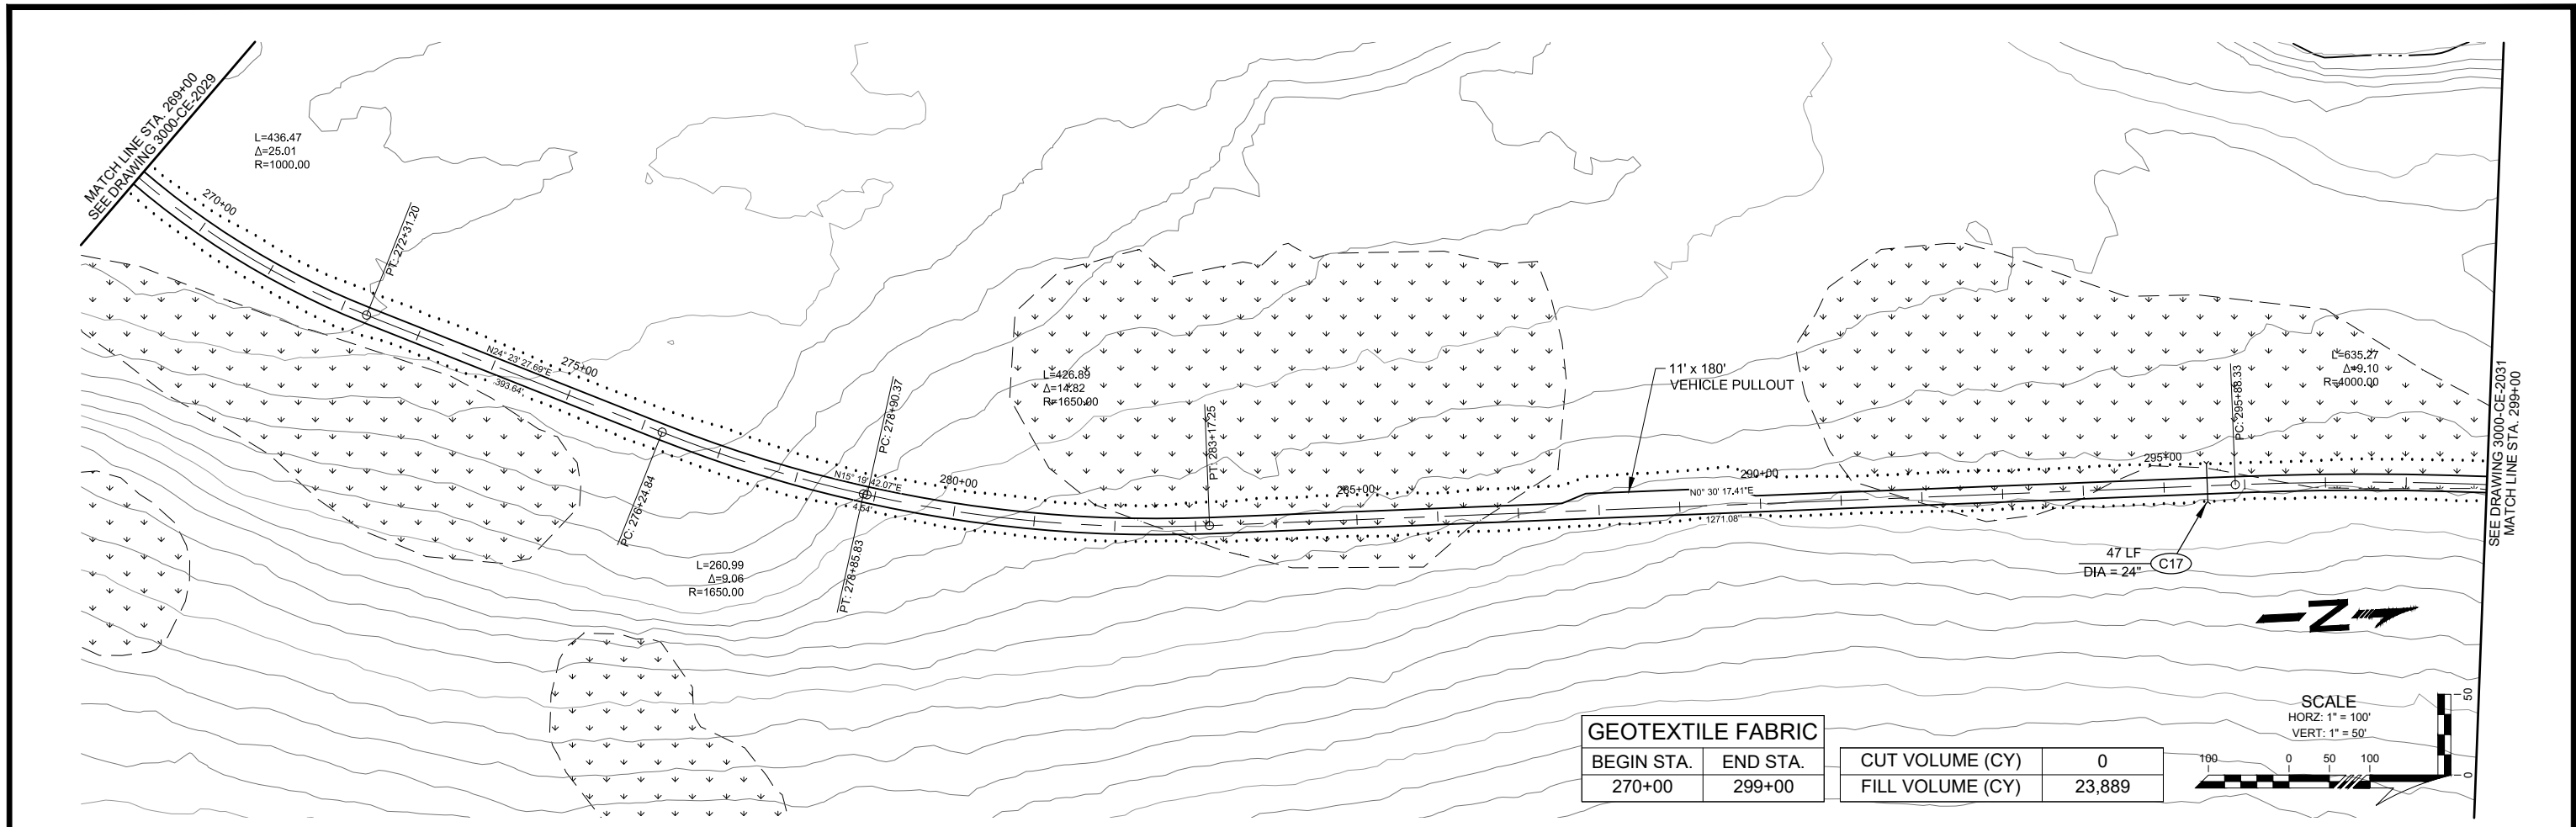 MATCH LINE STA. 269+00
SEE DRAWING 3000-CE-2029
L=436.47
Δ=25.01
R=1000.00
270+00
PT: 272+31.20
N24° 23' 27.69"E
393.64'
275+00
PC: 276+24.84
L=260.99
Δ=9.06
R=1650.00
PC: 278+90.37
N15° 19' 42.07"E
4.54'
PT: 278+85.83
280+00
L=426.89
Δ=14.82
R=1650.00
PT: 283+17.25
285+00
11' x 180'
VEHICLE PULLOUT
290+00
N0° 30' 17.41"E
1271.08'
295+00
PC: 295+88.33
L=635.27
Δ=9.10
R=4000.00
47 LF
DIA = 24"
C17
SEE DRAWING 3000-CE-2031
MATCH LINE STA. 299+00
N
GEOTEXTILE FABRIC
BEGIN STA. END STA.
270+00 299+00
CUT VOLUME (CY) 0
FILL VOLUME (CY) 23,889
SCALE
HORZ: 1" = 100'
VERT: 1" = 50'
100 0 50 100
50
0